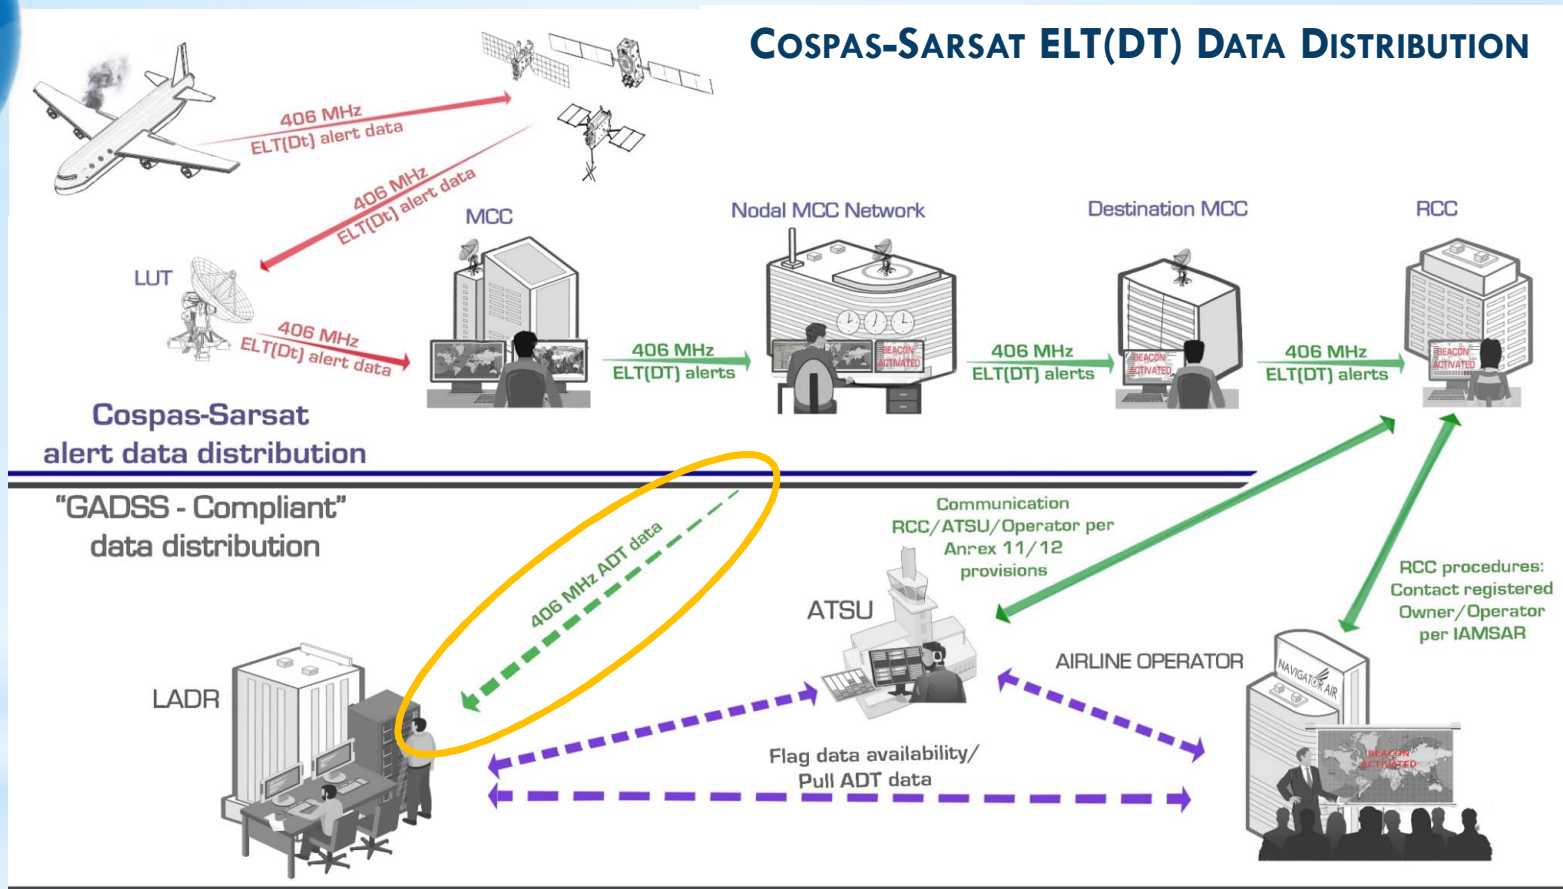 COSPAS-SARSAT ELT(DT) DATA DISTRIBUTION
406 MHz
ELT(Dt) alert data
406 MHz
ELT(Dt) alert data
LUT
406 MHz
ELT(Dt) alert data
MCC
Nodal MCC Network
Destination MCC
RCC
BEACON
ACTIVATED
BEACON
ACTIVATED
BEACON
ACTIVATED
406 MHz
ELT(DT) alerts
406 MHz
ELT(DT) alerts
406 MHz
ELT(DT) alerts
Cospas-Sarsat
alert data distribution
"GADSS - Compliant"
data distribution
406 MHz ADT data
Communication
RCC/ATSU/Operator per
Anrex 11/12
provisions
RCC procedures:
Contact registered
Owner/Operator
per IAMSAR
ATSU
LADR
AIRLINE OPERATOR
NAVIGATOR AIR
BEACON
ACTIVATED
Flag data availability/
Pull ADT data